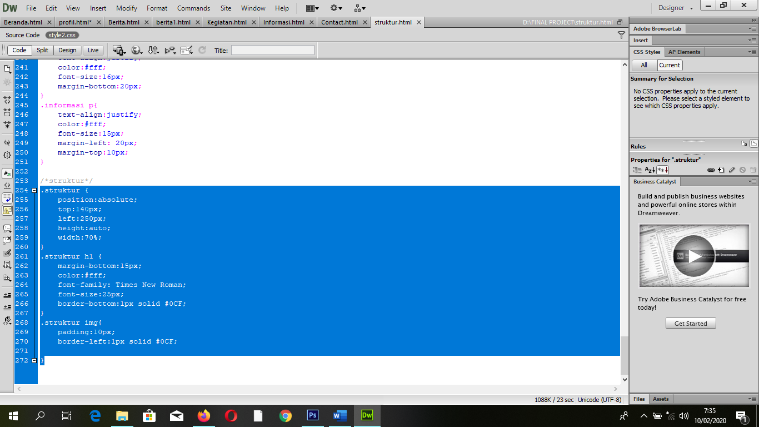 Dw File Edit View Insert Modify Format Commands Site Window Help Designer
Beranda.html profil.html* Berita.html berita1.html Kegiatan.html informasi.html Contact.html struktur.html D:\FINAL PROJECT\struktur.html
Source Code style2.css
Code Split Design Live Title:
241 color:#fff;
242 font-size:16px;
243 margin-bottom:20px;
244 }
245 .informasi p{
246 text-align:justify;
247 color:#fff;
248 font-size:15px;
249 margin-left: 20px;
250 margin-top:10px;
251 }
252
253 /*struktur*/
254 .struktur {
255 position:absolute;
256 top:140px;
257 left:250px;
258 height:auto;
259 width:70%;
260 }
261 .struktur h1 {
262 margin-bottom:15px;
263 color:#fff;
264 font-family: Times New Roman;
265 font-size:25px;
266 border-bottom:1px solid #0CF;
267 }
268 .struktur img{
269 padding:10px;
270 border-left:1px solid #0CF;
271
272 }
1088K / 23 sec Unicode (UTF-8)
Adobe BrowserLab
Insert
CSS Styles AP Elements
All Current
Summary for Selection
No CSS properties apply to the current
selection. Please select a styled element to
see which CSS properties apply.
Rules
Properties for ".struktur"
Business Catalyst
Build and publish business websites
and powerful online stores within
Dreamweaver.
Try Adobe Business Catalyst for free
today!
Get Started
Files Assets
Ps Dw
7:35
10/02/2020